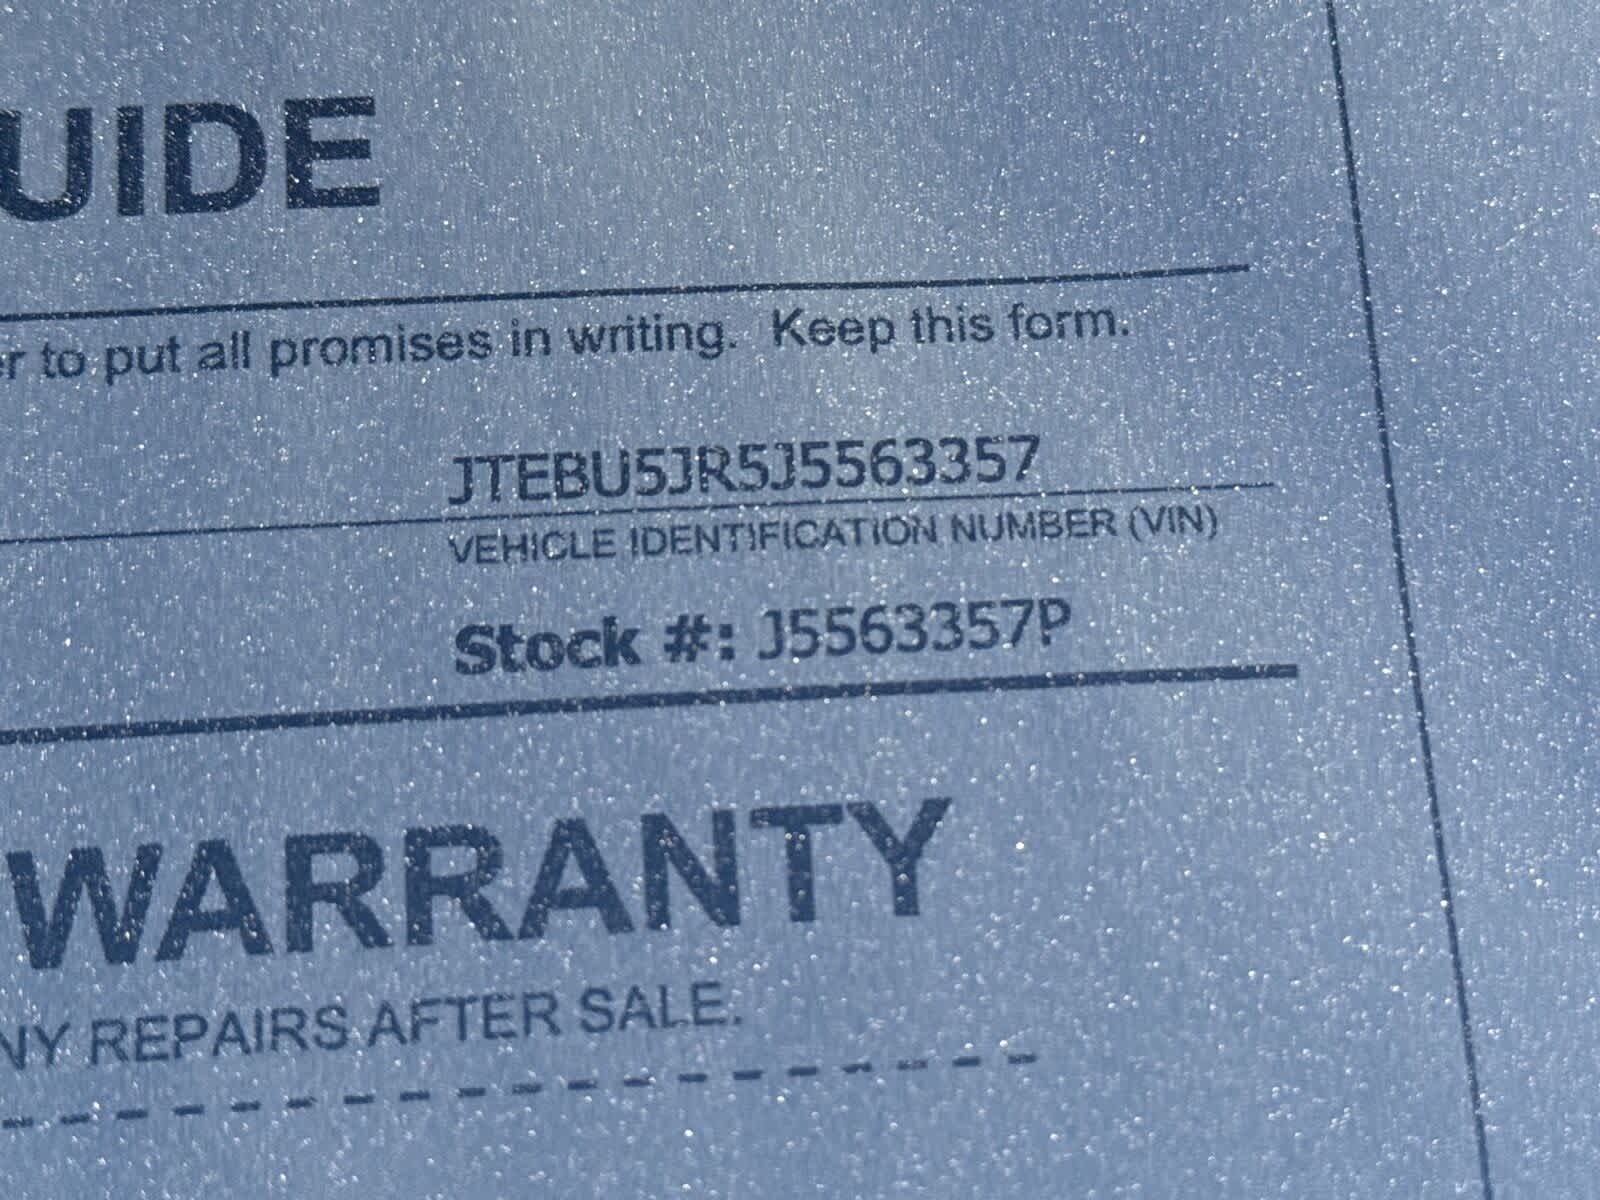 UIDE
er to put all promises in writing. Keep this form.
JTEBU5JR5J5563357
VEHICLE IDENTIFICATION NUMBER (VIN)
Stock #: J5563357P
WARRANTY
NY REPAIRS AFTER SALE.